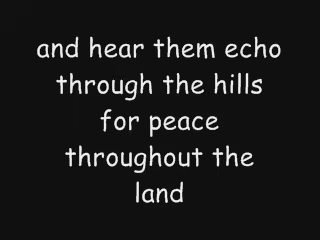 and hear them echo
through the hills
for peace
throughout the
land